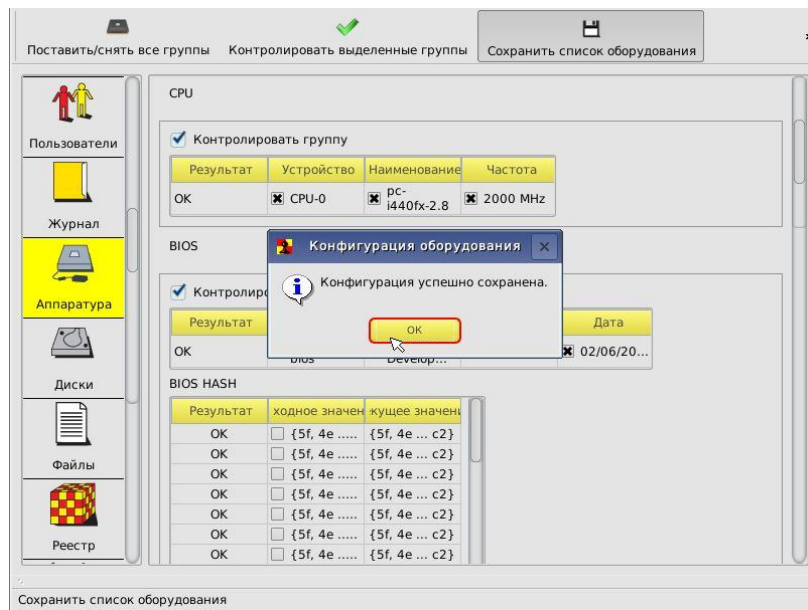 Поставить/снять все группы
Контролировать выделенные группы
Сохранить список оборудования
Пользователи
Журнал
Аппаратура
Диски
Файлы
Реестр
CPU
Контролировать группу
Результат Устройство Наименование Частота
OK CPU-0 pc-
i440fx-2.8 2000 MHz
BIOS
Результат Дата
OK 02/06/20...
Конфигурация оборудования
Конфигурация успешно сохранена.
OK
BIOS HASH
Результат ходное значен кущее значени
OK {5f, 4e ..... {5f, 4e ... c2}
OK {5f, 4e ..... {5f, 4e ... c2}
OK {5f, 4e ..... {5f, 4e ... c2}
OK {5f, 4e ..... {5f, 4e ... c2}
OK {5f, 4e ..... {5f, 4e ... c2}
OK {5f, 4e ..... {5f, 4e ... c2}
OK {5f, 4e ..... {5f, 4e ... c2}
Сохранить список оборудования